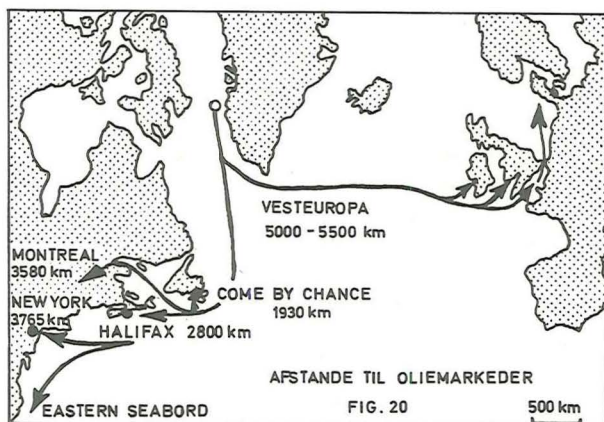 VESTEUROPA
5000 - 5500 km
MONTREAL
3580 km
NEW YORK
3765 km
COME BY CHANCE
1930 km
HALIFAX 2800 km
EASTERN SEABORD
AFSTANDE TIL OLIEMARKEDER
FIG. 20
500 km